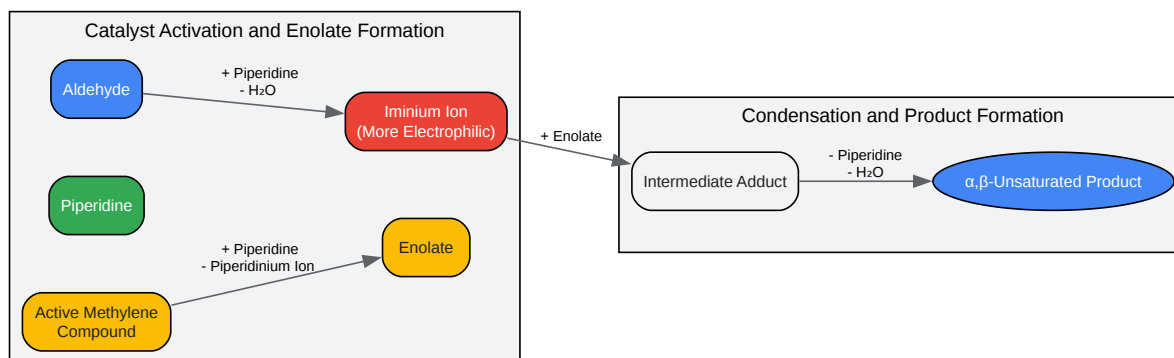 Catalyst Activation and Enolate Formation
Aldehyde
+ Piperidine
- H₂O
Iminium Ion
(More Electrophilic)
Piperidine
Active Methylene
Compound
+ Piperidine
- Piperidinium Ion
Enolate
+ Enolate
Condensation and Product Formation
Intermediate Adduct
- Piperidine
- H₂O
α,β-Unsaturated Product